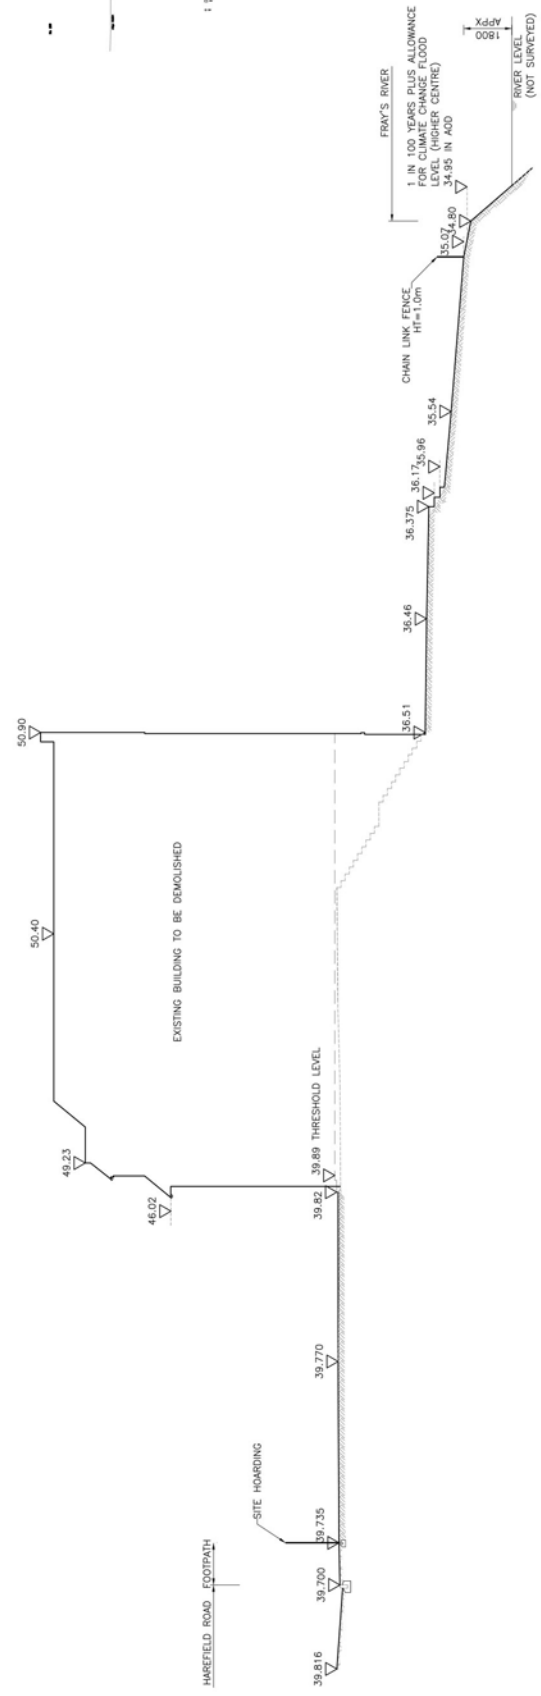 HAREFIELD ROAD
FOOTPATH
39.816
39.700
39.735
SITE HOARDING
39.770
39.82
39.89 THRESHOLD LEVEL
46.02
49.23
50.40
50.90
EXISTING BUILDING TO BE DEMOLISHED
36.51
36.46
36.375
36.17
35.96
35.54
CHAIN LINK FENCE
HT=1.0m
35.07
34.80
FRAY'S RIVER
1 IN 100 YEARS PLUS ALLOWANCE
FOR CLIMATE CHANGE FLOOD
LEVEL (HIGHER CENTRE)
34.95 IN AOD
1800
APPX
RIVER LEVEL
(NOT SURVEYED)